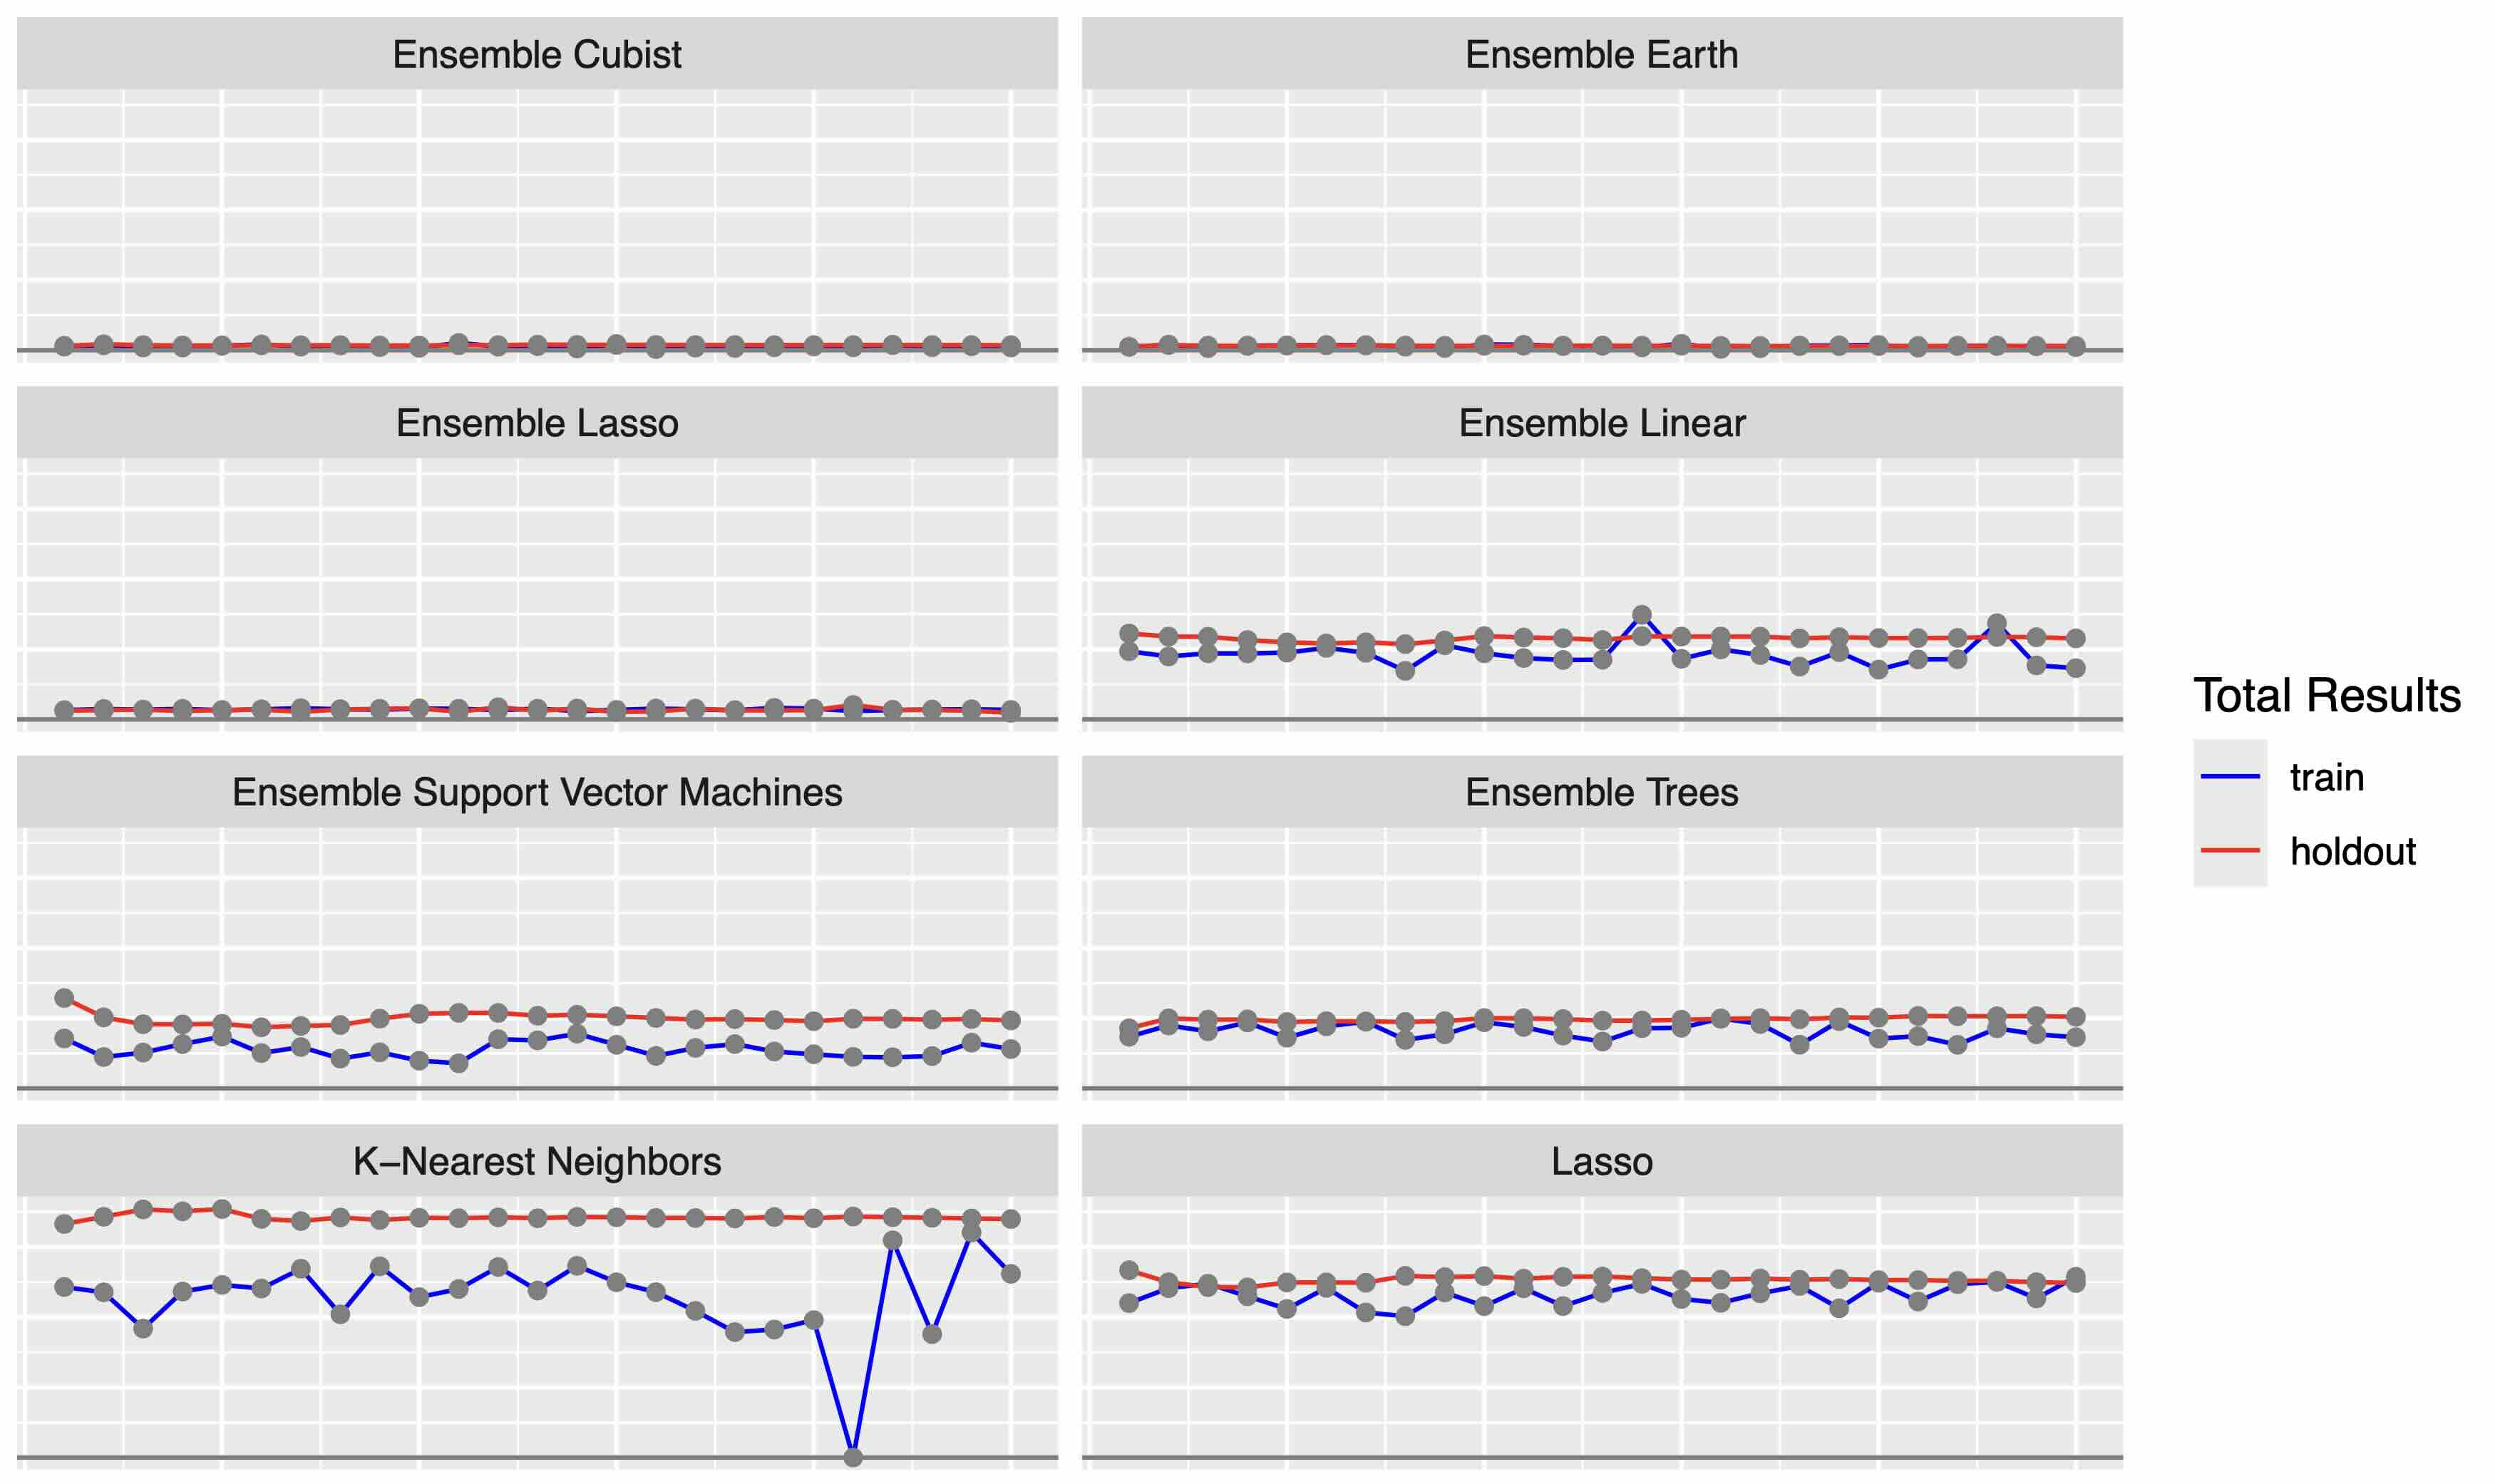 Ensemble Cubist
Ensemble Earth
Ensemble Lasso
Ensemble Linear
Ensemble Support Vector Machines
Ensemble Trees
K−Nearest Neighbors
Lasso
Total Results
train
holdout